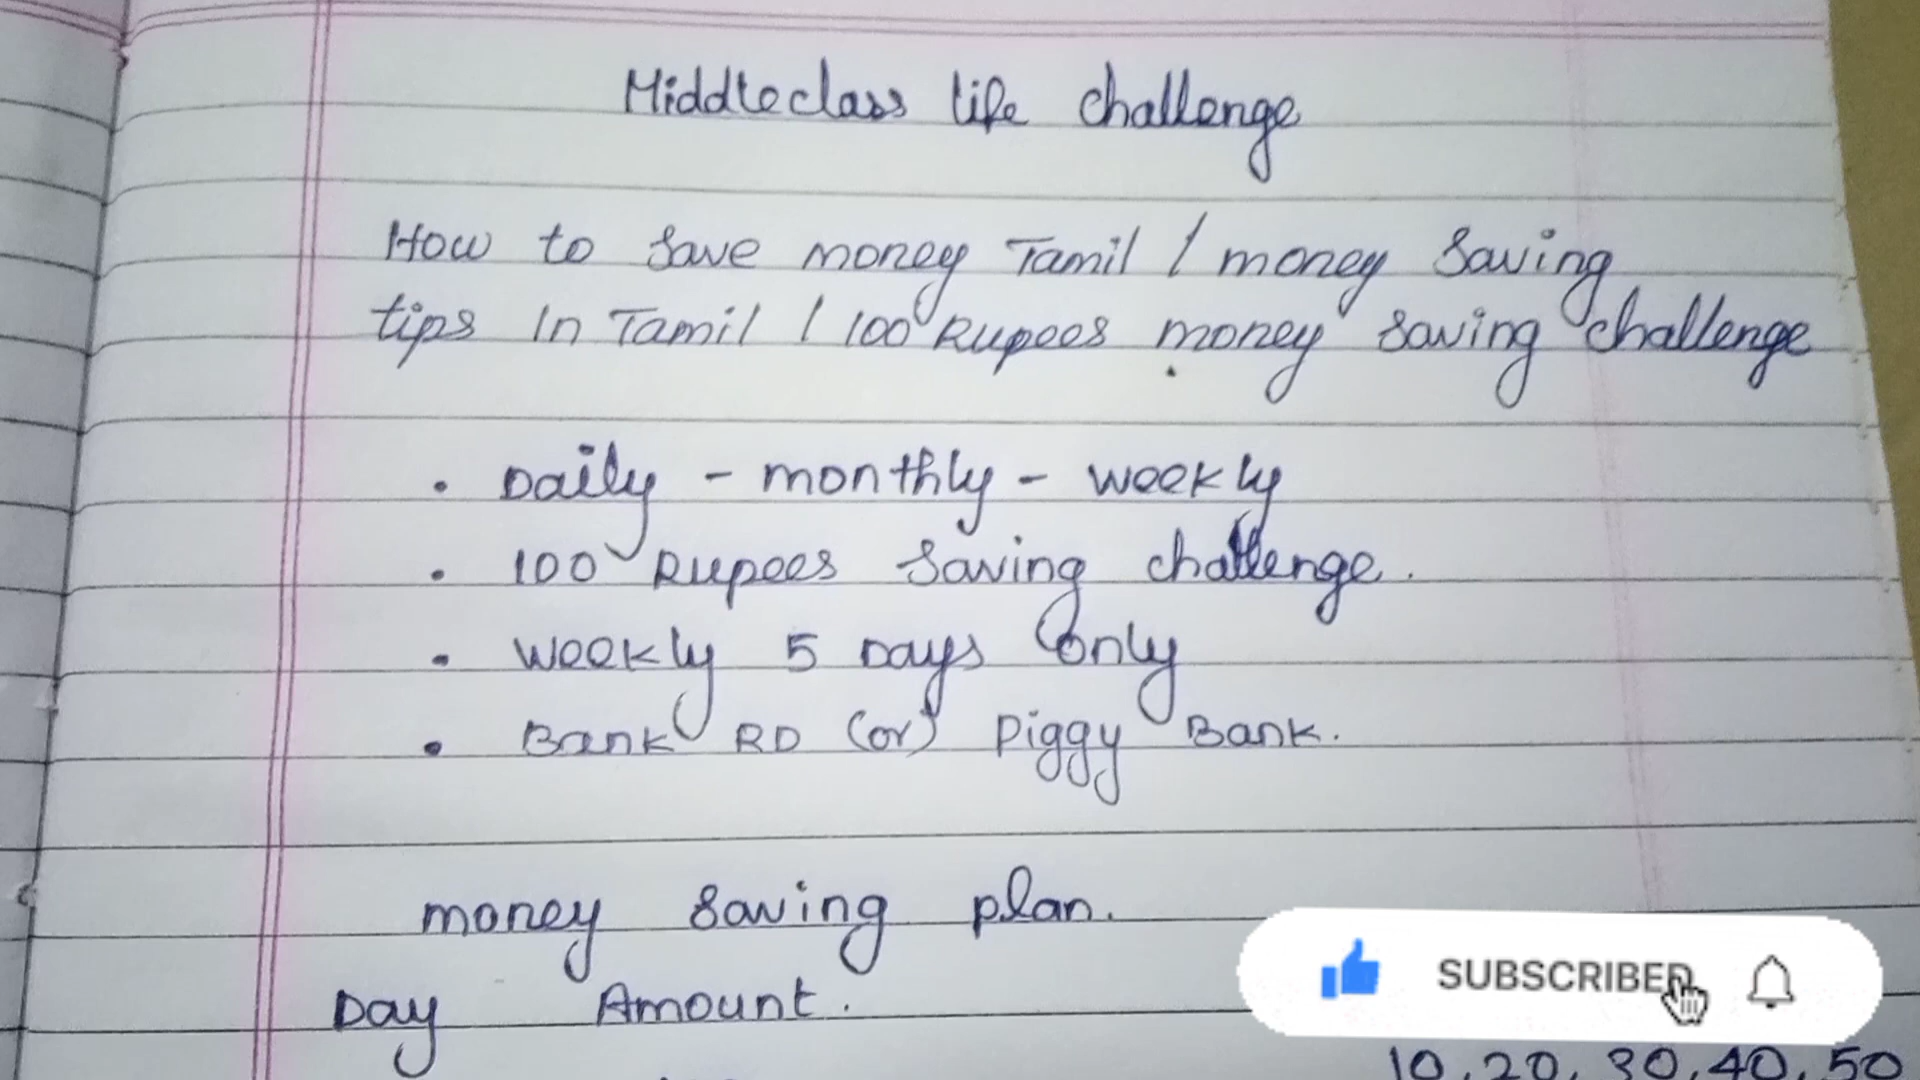 Middleclass life challenge
How to save money Tamil / money saving
tips In Tamil / 100 Rupees money saving challenge
. Daily - monthly - weekly
. 100 Rupees saving challenge.
. weekly 5 Days Only
. Bank RD (or) Piggy Bank.
money saving plan.
Day Amount.
SUBSCRIBED
10, 20, 30, 40, 50